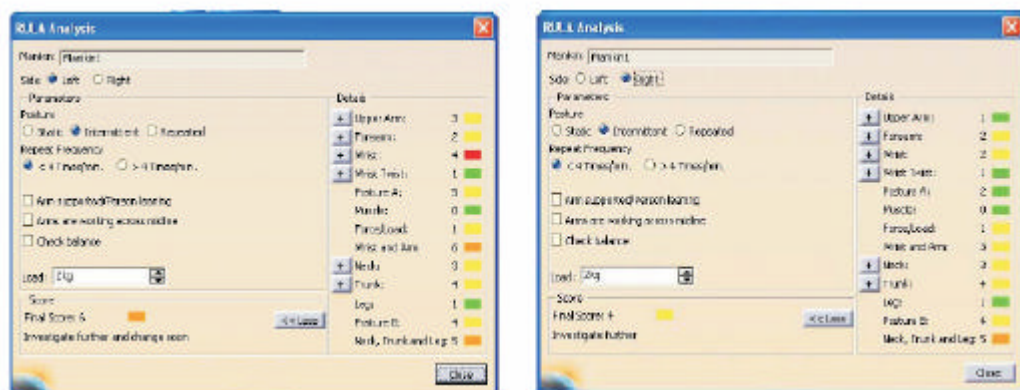 RULA Analysis
Manikin: Manikin1
Side: Left Right
Parameters
Posture
Static Intermittent Repeated
Repeat Frequency
< 4 Times/min. > 4 Times/min.
Arm supported/Person leaning
Arms are working across midline
Check balance
Load: 2kg
Score
Final Score: 6
Investigate further and change soon
<< Less
Details
+ Upper Arm: 3
+ Forearm: 2
+ Wrist: 4
+ Wrist Twist: 1
Posture A:
Muscle: 0
Force/Load: 1
Wrist and Arm: 6
+ Neck: 3
+ Trunk: 4
Leg: 1
Posture B: 4
Neck, Trunk and Leg: 5
Close
RULA Analysis
Manikin: Manikin1
Side: Left Right
Parameters
Posture
Static Intermittent Repeated
Repeat Frequency
< 4 Times/min. > 4 Times/min.
Arm supported/Person leaning
Arms are working across midline
Check balance
Load: 2kg
Score
Final Score: 4
Investigate further
<< Less
Details
+ Upper Arm: 1
+ Forearm: 2
+ Wrist: 2
+ Wrist Twist: 1
Posture A: 2
Muscle: 0
Force/Load: 1
Wrist and Arm: 3
+ Neck: 3
+ Trunk: 4
Leg: 1
Posture B: 4
Neck, Trunk and Leg: 5
Close